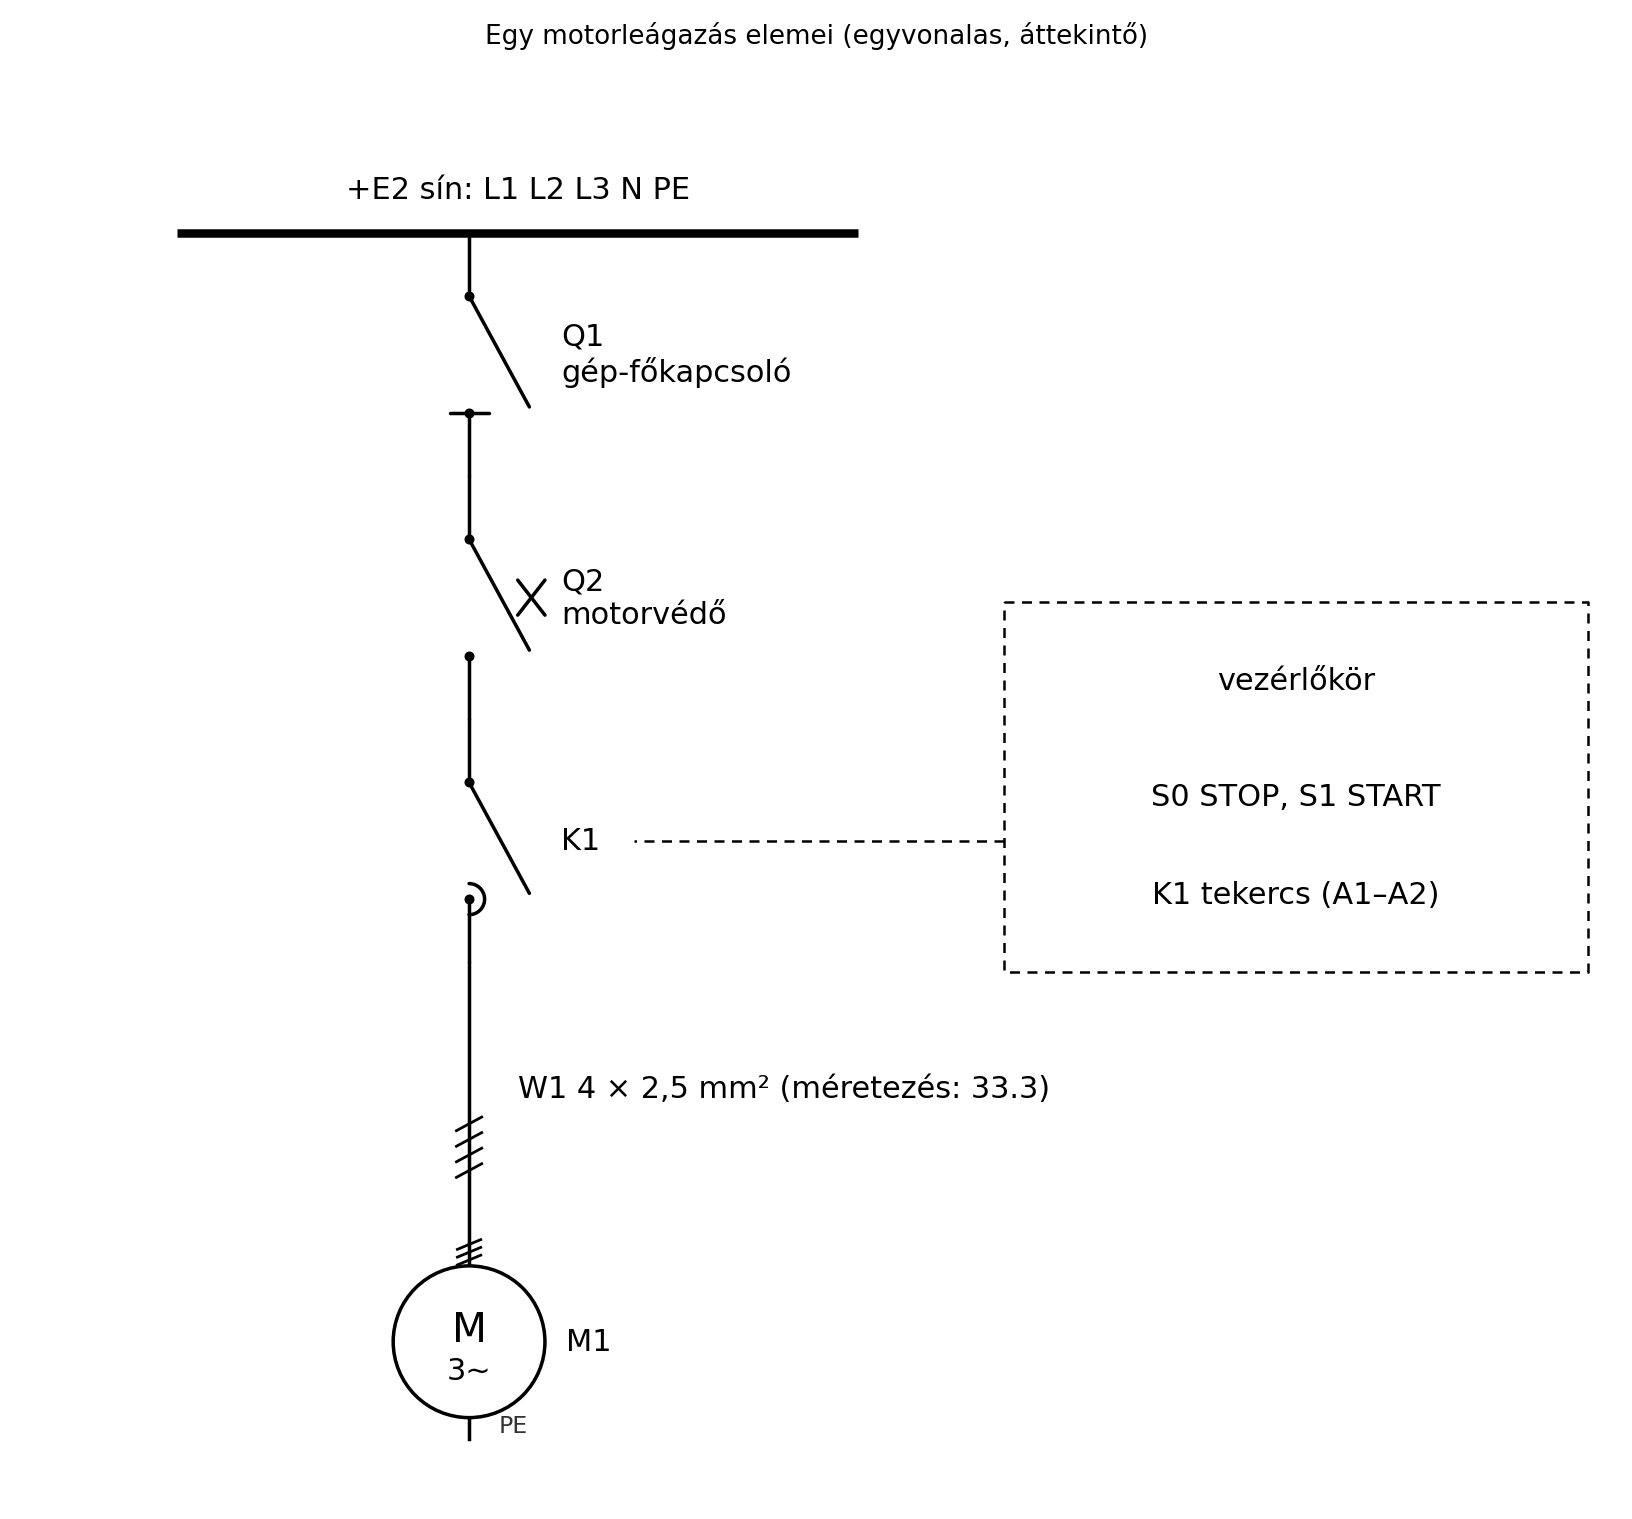 Egy motorleágazás elemei (egyvonalas, áttekintő)
+E2 sín: L1 L2 L3 N PE
Q1
gép-főkapcsoló
Q2
motorvédő
vezérlőkör
S0 STOP, S1 START
K1
K1 tekercs (A1–A2)
W1 4 × 2,5 mm² (méretezés: 33.3)
M
3~
M1
PE